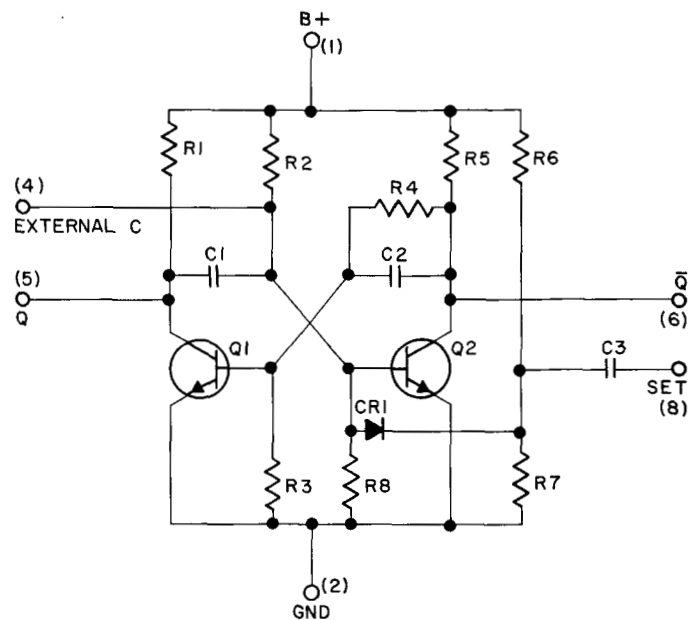 B+
(1)
R1
R2
R5
R6
R4
(4)
EXTERNAL C
C1
C2
(5)
Q
Q̅
(6)
Q1
Q2
C3
SET
(8)
CR1
R3
R8
R7
(2)
GND